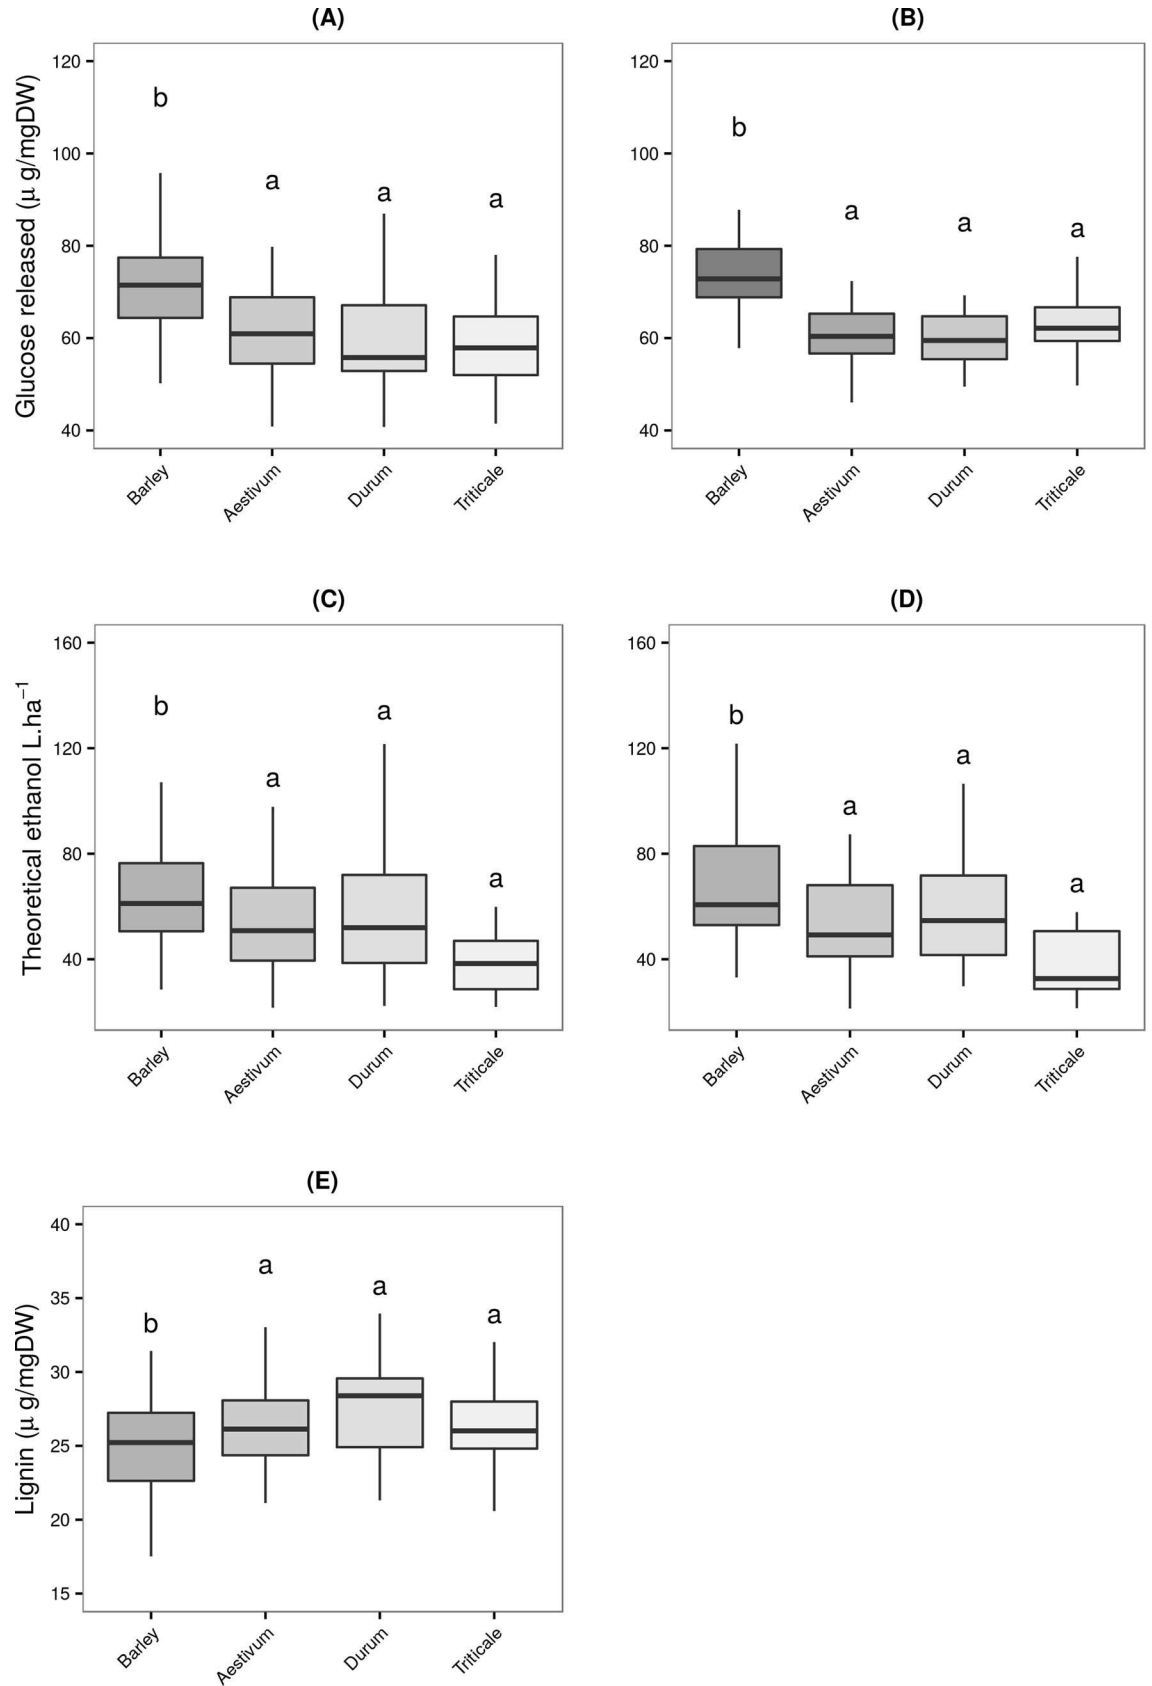 (A)
Glucose released (μ g/mgDW)
120
100
80
60
40
b
a
a
a
Barley
Aestivum
Durum
Triticale
(B)
120
100
80
60
40
b
a
a
a
Barley
Aestivum
Durum
Triticale
(C)
Theoretical ethanol L.ha⁻¹
160
120
80
40
b
a
a
a
Barley
Aestivum
Durum
Triticale
(D)
160
120
80
40
b
a
a
a
Barley
Aestivum
Durum
Triticale
(E)
Lignin (μ g/mgDW)
40
35
30
25
20
15
b
a
a
a
Barley
Aestivum
Durum
Triticale